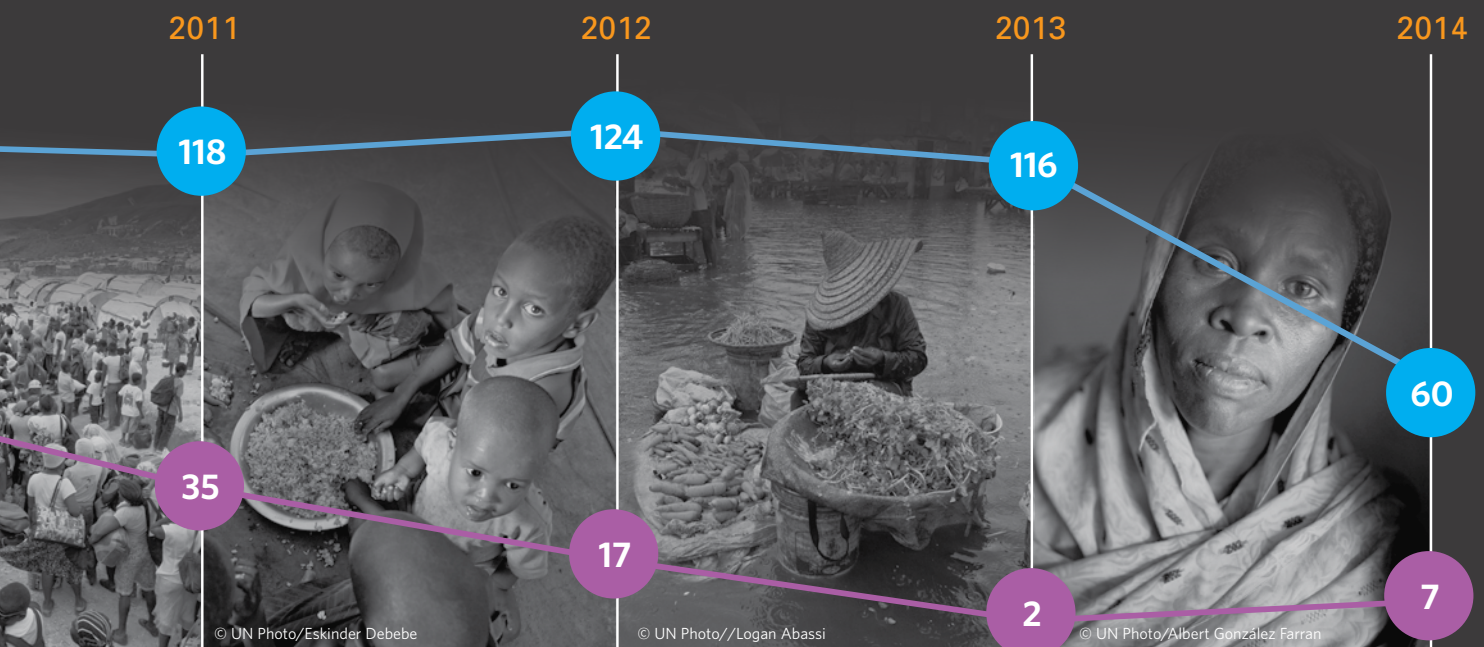 2011 2012 2013 2014
118 124 116 60
35 17 2 7
© UN Photo/Eskinder Debebe © UN Photo//Logan Abassi © UN Photo/Albert González Farran